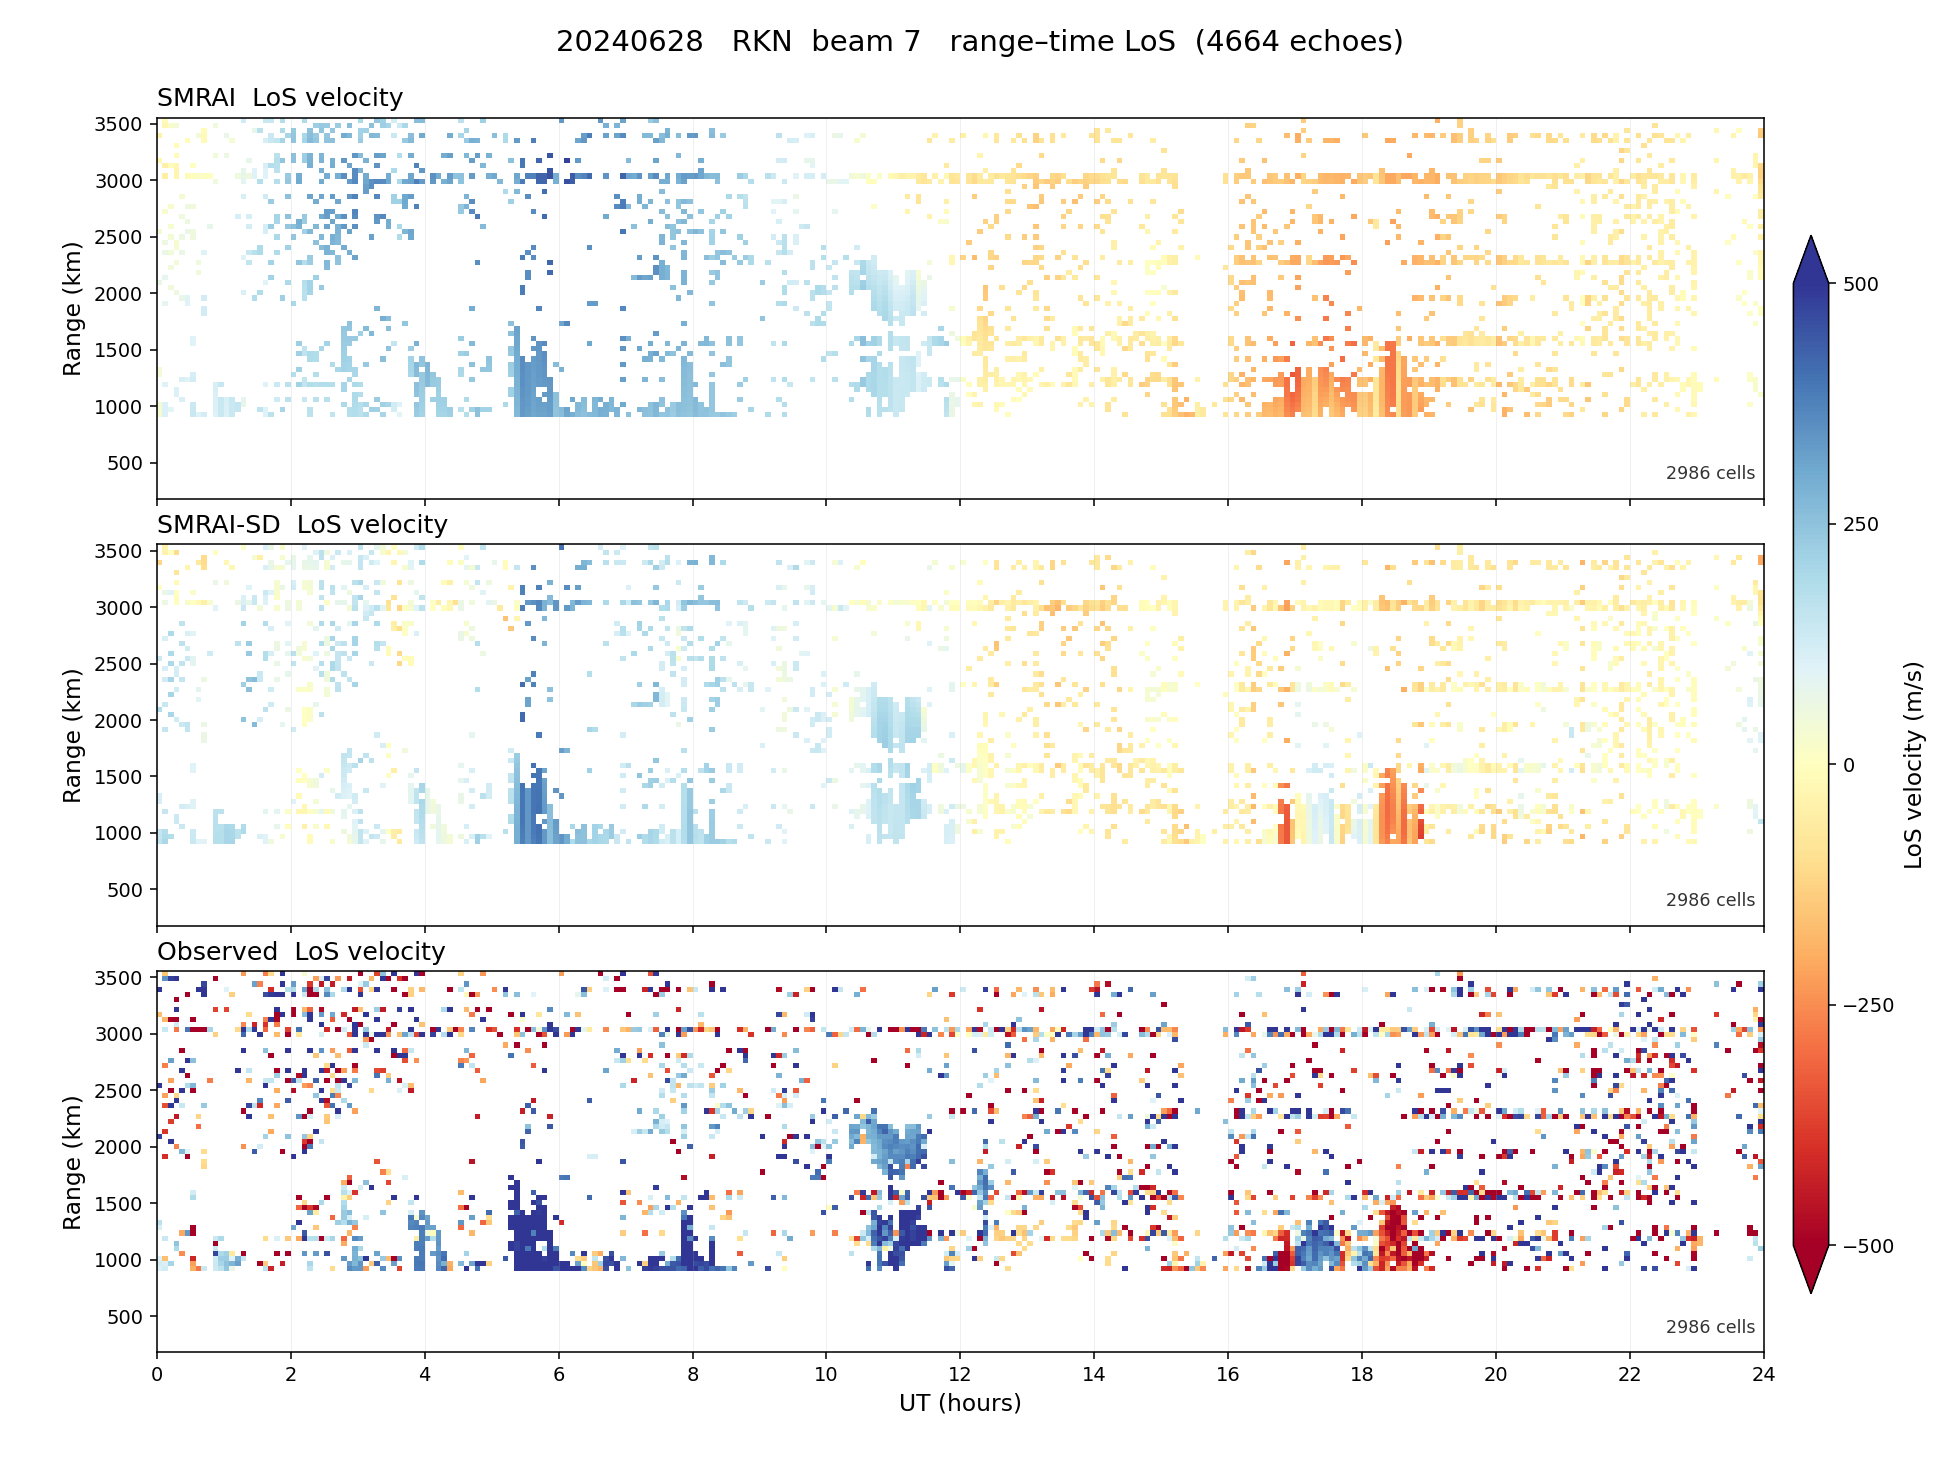 20240628   RKN  beam 7   range–time LoS  (4664 echoes)
SMRAI  LoS velocity
3500
3000
2500
2000
1500
1000
500
Range (km)
2986 cells
SMRAI-SD  LoS velocity
3500
3000
2500
2000
1500
1000
500
Range (km)
2986 cells
Observed  LoS velocity
3500
3000
2500
2000
1500
1000
500
Range (km)
2986 cells
0 2 4 6 8 10 12 14 16 18 20 22 24
UT (hours)
500
250
0
−250
−500
LoS velocity (m/s)